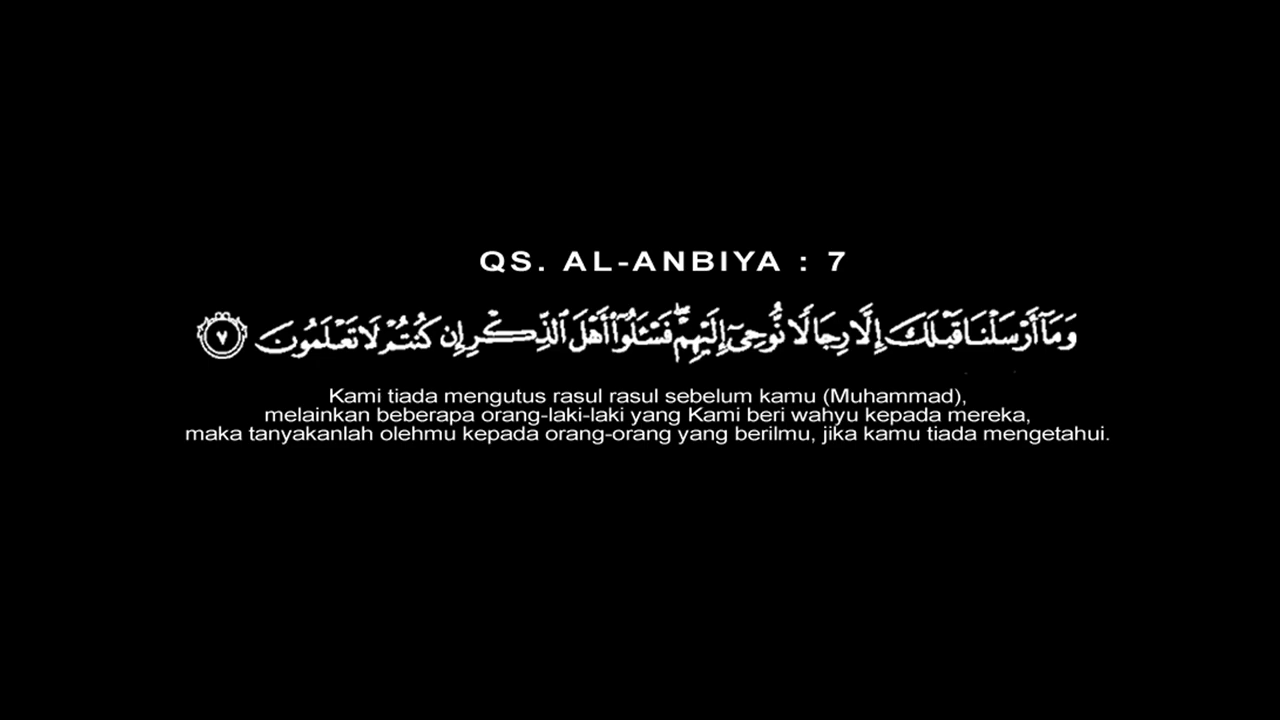 QS. AL-ANBIYA : 7
وَمَآ أَرْسَلْنَا قَبْلَكَ إِلَّا رِجَالًا نُّوحِىٓ إِلَيْهِمْ ۖ فَسْـَٔلُوٓا۟ أَهْلَ ٱلذِّكْرِ إِن كُنتُمْ لَا تَعْلَمُونَ ٧
Kami tiada mengutus rasul rasul sebelum kamu (Muhammad),
melainkan beberapa orang-laki-laki yang Kami beri wahyu kepada mereka,
maka tanyakanlah olehmu kepada orang-orang yang berilmu, jika kamu tiada mengetahui.